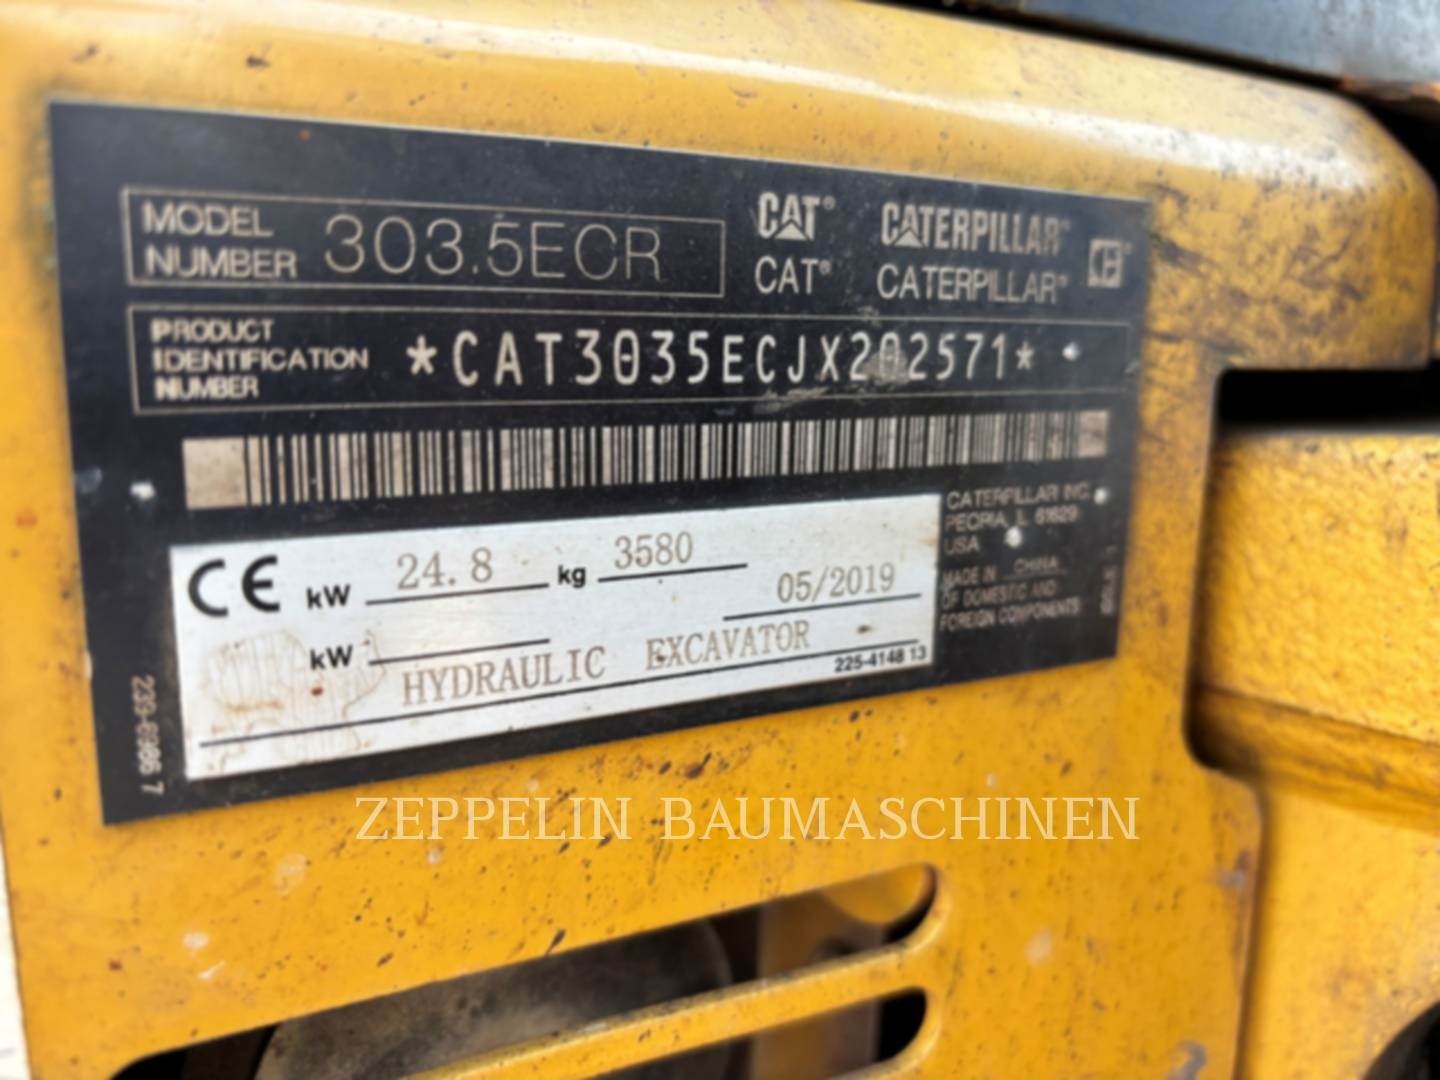 MODEL NUMBER 303.5ECR
CAT® CATERPILLAR®
CAT® CATERPILLAR®
PRODUCT IDENTIFICATION NUMBER *CAT3035ECJX202571*
CE kW 24.8 kg 3580
05/2019
kW
HYDRAULIC EXCAVATOR
225-4148 13
CATERPILLAR INC.
PEORIA, IL 61629
USA
MADE IN CHINA
OF DOMESTIC AND
FOREIGN COMPONENTS
ZEPPELIN BAUMASCHINEN